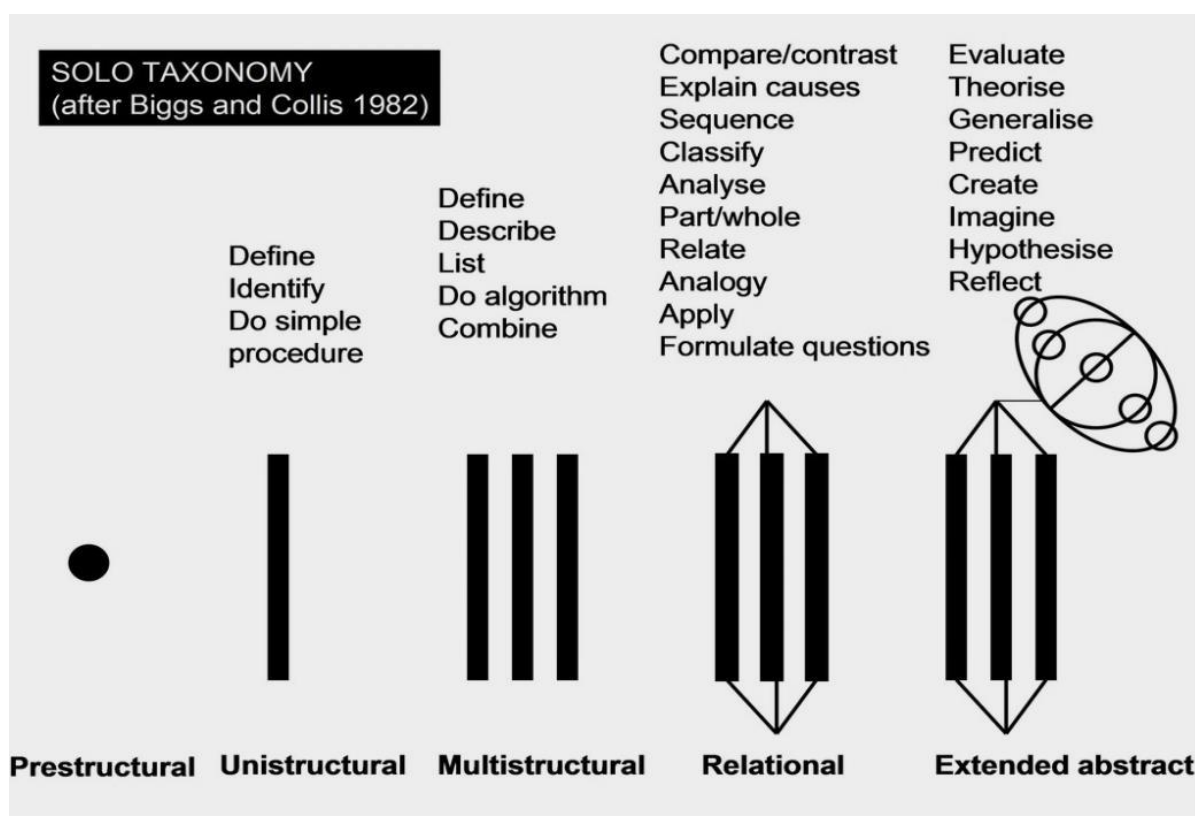 SOLO TAXONOMY
(after Biggs and Collis 1982)
Define
Identify
Do simple
procedure
Define
Describe
List
Do algorithm
Combine
Compare/contrast
Explain causes
Sequence
Classify
Analyse
Part/whole
Relate
Analogy
Apply
Formulate questions
Evaluate
Theorise
Generalise
Predict
Create
Imagine
Hypothesise
Reflect
Prestructural
Unistructural
Multistructural
Relational
Extended abstract